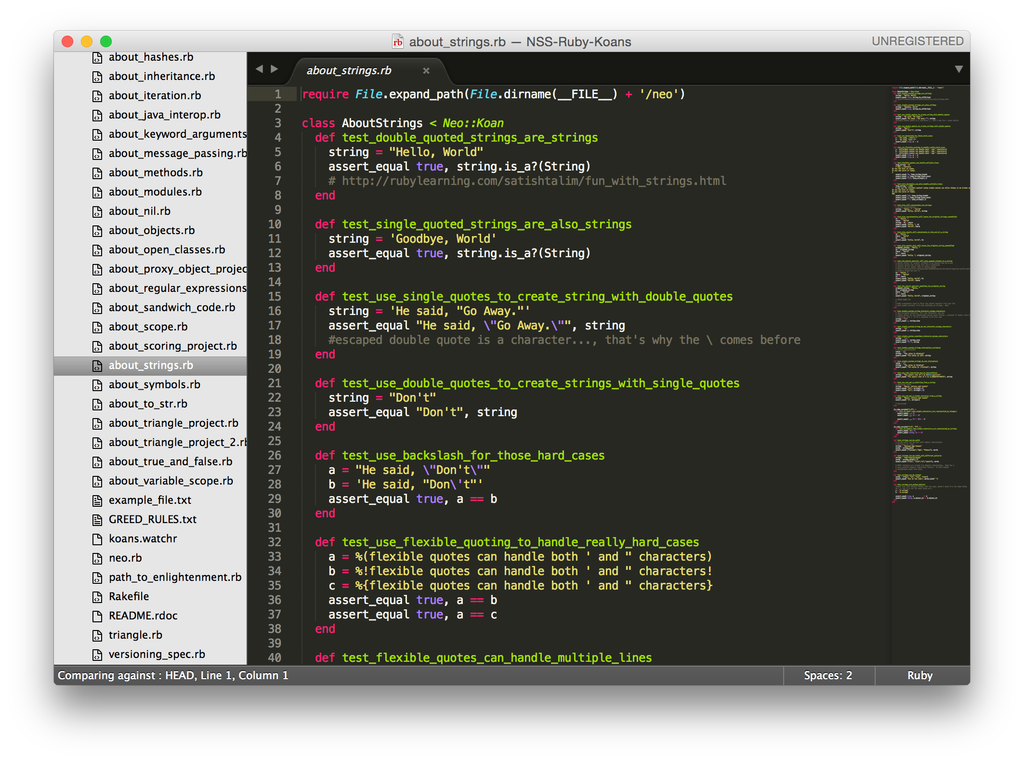 about_strings.rb — NSS-Ruby-Koans
UNREGISTERED
about_hashes.rb
about_inheritance.rb
about_iteration.rb
about_java_interop.rb
about_keyword_arguments
about_message_passing.rb
about_methods.rb
about_modules.rb
about_nil.rb
about_objects.rb
about_open_classes.rb
about_proxy_object_projec
about_regular_expressions
about_sandwich_code.rb
about_scope.rb
about_scoring_project.rb
about_strings.rb
about_symbols.rb
about_to_str.rb
about_triangle_project.rb
about_triangle_project_2.rb
about_true_and_false.rb
about_variable_scope.rb
example_file.txt
GREED_RULES.txt
koans.watchr
neo.rb
path_to_enlightenment.rb
Rakefile
README.rdoc
triangle.rb
versioning_spec.rb
about_strings.rb ×
1 require File.expand_path(File.dirname(__FILE__) + '/neo')
2
3 class AboutStrings < Neo::Koan
4   def test_double_quoted_strings_are_strings
5     string = "Hello, World"
6     assert_equal true, string.is_a?(String)
7     # http://rubylearning.com/satishtalim/fun_with_strings.html
8   end
9
10   def test_single_quoted_strings_are_also_strings
11     string = 'Goodbye, World'
12     assert_equal true, string.is_a?(String)
13   end
14
15   def test_use_single_quotes_to_create_string_with_double_quotes
16     string = 'He said, "Go Away."'
17     assert_equal "He said, \"Go Away.\"", string
18     #escaped double quote is a character..., that's why the \ comes before
19   end
20
21   def test_use_double_quotes_to_create_strings_with_single_quotes
22     string = "Don't"
23     assert_equal "Don't", string
24   end
25
26   def test_use_backslash_for_those_hard_cases
27     a = "He said, \"Don't\""
28     b = 'He said, "Don\'t"'
29     assert_equal true, a == b
30   end
31
32   def test_use_flexible_quoting_to_handle_really_hard_cases
33     a = %(flexible quotes can handle both ' and " characters)
34     b = %!flexible quotes can handle both ' and " characters!
35     c = %{flexible quotes can handle both ' and " characters}
36     assert_equal true, a == b
37     assert_equal true, a == c
38   end
39
40   def test_flexible_quotes_can_handle_multiple_lines
Comparing against : HEAD, Line 1, Column 1
Spaces: 2
Ruby